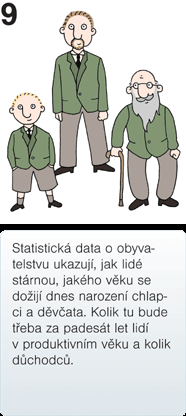 9
Statistická data o obyva-
telstvu ukazují, jak lidé
stárnou, jakého věku se
dožijí dnes narození chlap-
ci a děvčata. Kolik tu bude
třeba za padesát let lidí
v produktivním věku a kolik
důchodců.